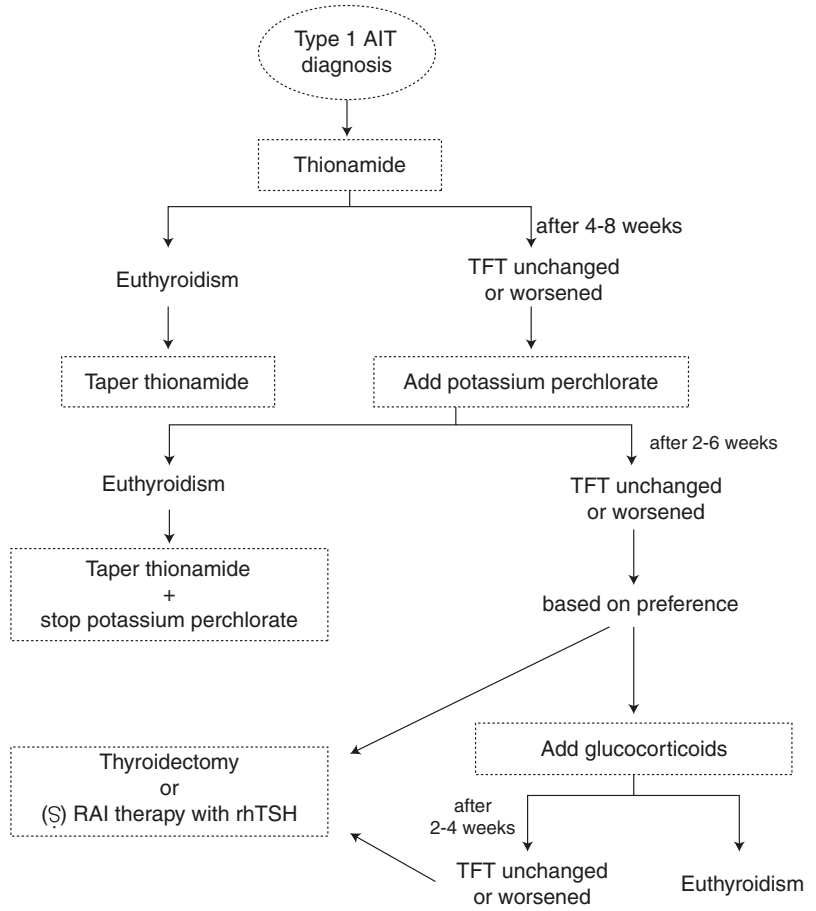 Type 1 AIT
diagnosis
Thionamide
after 4-8 weeks
Euthyroidism
TFT unchanged
or worsened
Taper thionamide
Add potassium perchlorate
after 2-6 weeks
Euthyroidism
TFT unchanged
or worsened
Taper thionamide
+
stop potassium perchlorate
based on preference
Thyroidectomy
or
(Ṣ) RAI therapy with rhTSH
Add glucocorticoids
after
2-4 weeks
TFT unchanged
or worsened
Euthyroidism